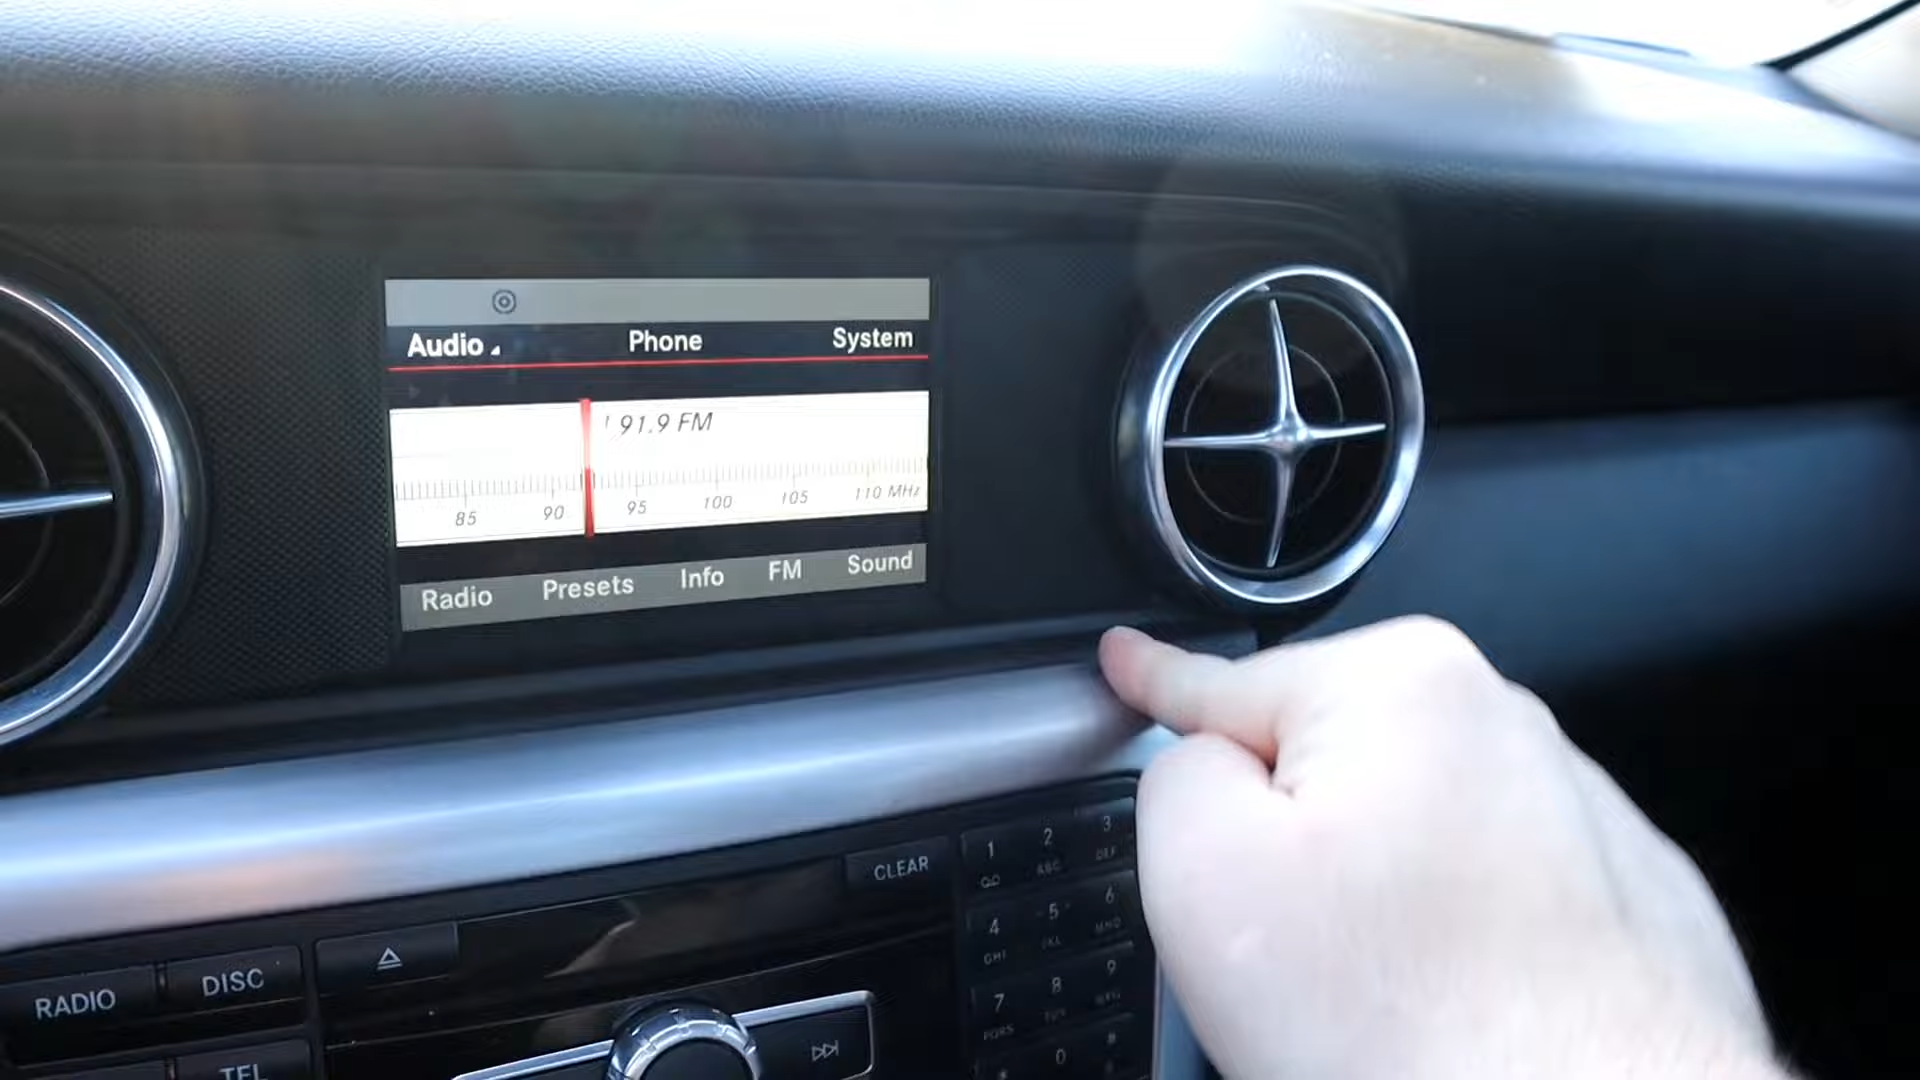 Audio Phone System
91.9 FM
85 90 95 100 105 110 MHz
Radio Presets Info FM Sound
CLEAR
1 2 3
ABC DEF
4 5 6
GHI JKL MNO
7 8 9
PQRS TUV
* 0 #
RADIO DISC
TEL